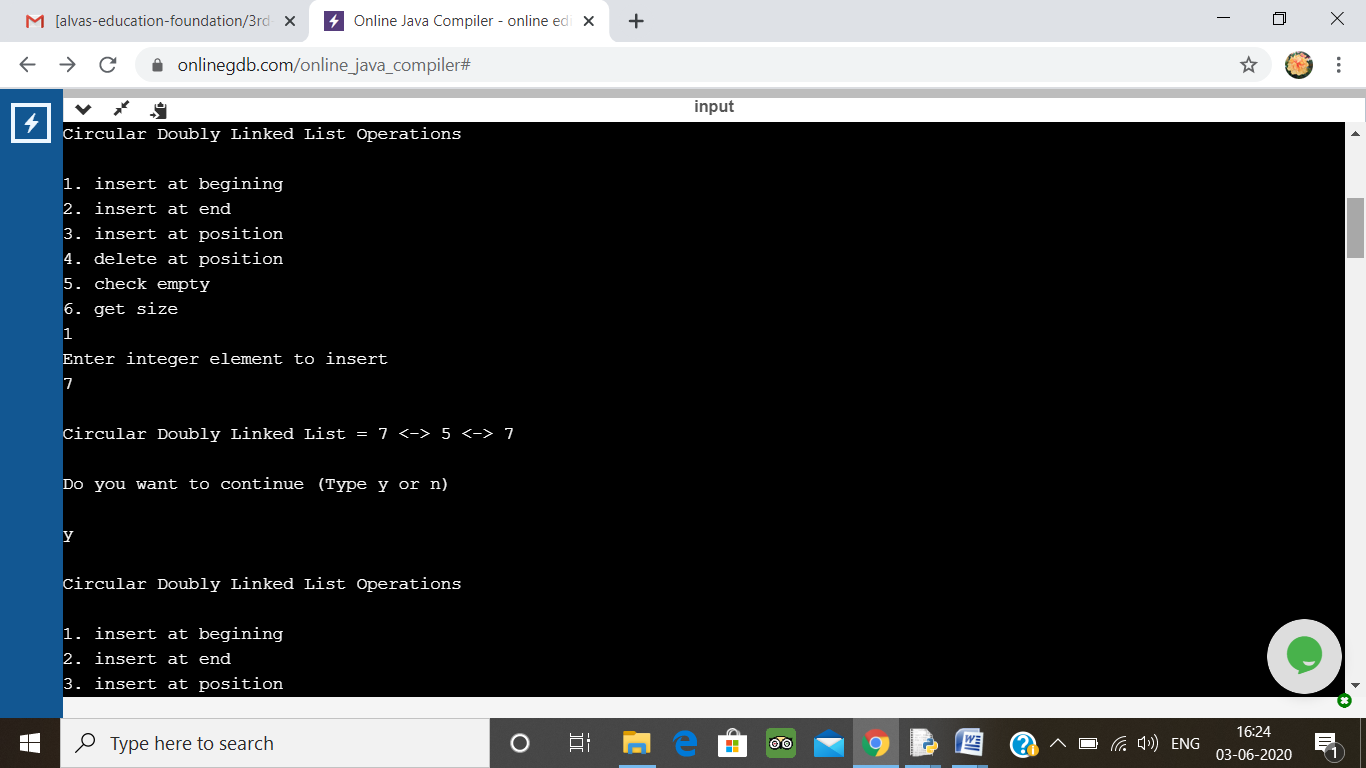 [alvas-education-foundation/3rd
Online Java Compiler - online edi
onlinegdb.com/online_java_compiler#
input
Circular Doubly Linked List Operations
1. insert at begining
2. insert at end
3. insert at position
4. delete at position
5. check empty
6. get size
1
Enter integer element to insert
7
Circular Doubly Linked List = 7 <-> 5 <-> 7
Do you want to continue (Type y or n)
y
Circular Doubly Linked List Operations
1. insert at begining
2. insert at end
3. insert at position
Type here to search
ENG
16:24
03-06-2020
1